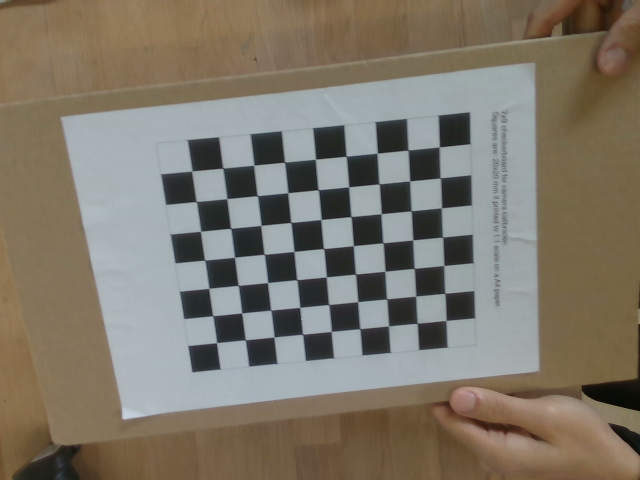 7x9 checkerboard for camera calibration.
Squares are: 20x20 mm if printed to 1:1 scale on a A4 paper